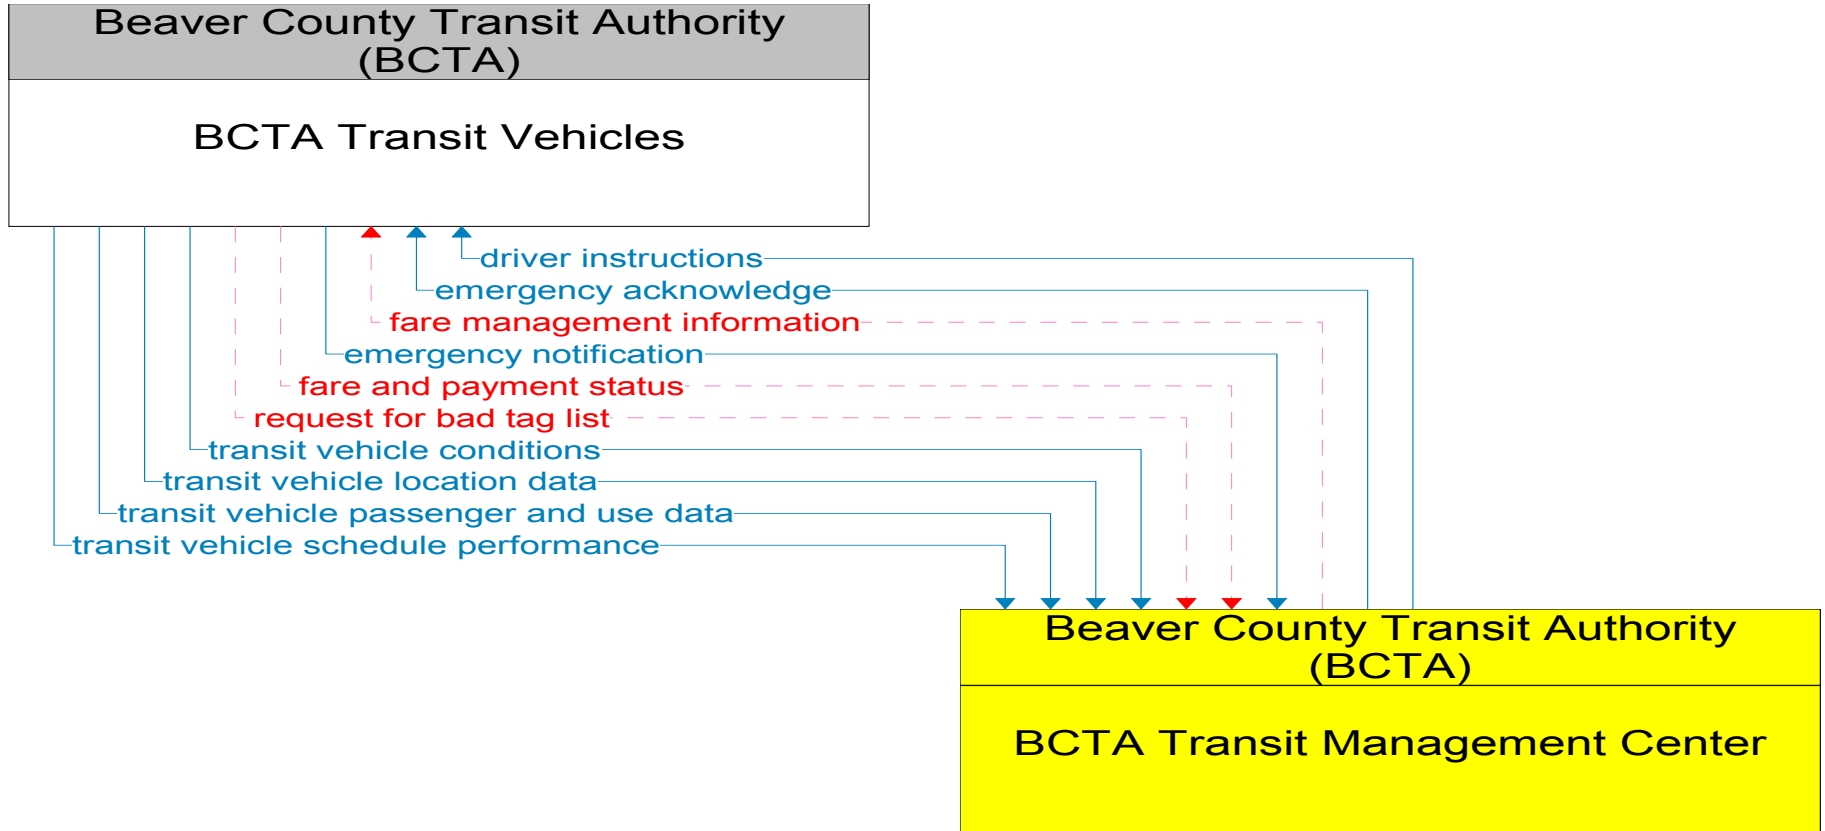 Beaver County Transit Authority
(BCTA)
BCTA Transit Vehicles
driver instructions
emergency acknowledge
fare management information
emergency notification
fare and payment status
request for bad tag list
transit vehicle conditions
transit vehicle location data
transit vehicle passenger and use data
transit vehicle schedule performance
Beaver County Transit Authority
(BCTA)
BCTA Transit Management Center